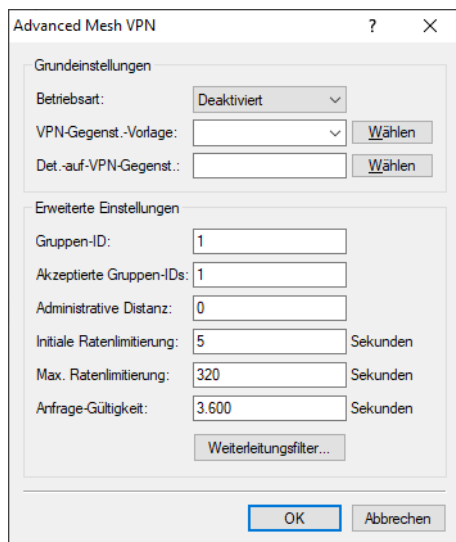 Advanced Mesh VPN ? ✕
Grundeinstellungen
Betriebsart: Deaktiviert
VPN-Gegenst.-Vorlage: Wählen
Det.-auf-VPN-Gegenst.: Wählen
Erweiterte Einstellungen
Gruppen-ID: 1
Akzeptierte Gruppen-IDs: 1
Administrative Distanz: 0
Initiale Ratenlimitierung: 5 Sekunden
Max. Ratenlimitierung: 320 Sekunden
Anfrage-Gültigkeit: 3.600 Sekunden
Weiterleitungsfilter...
OK Abbrechen